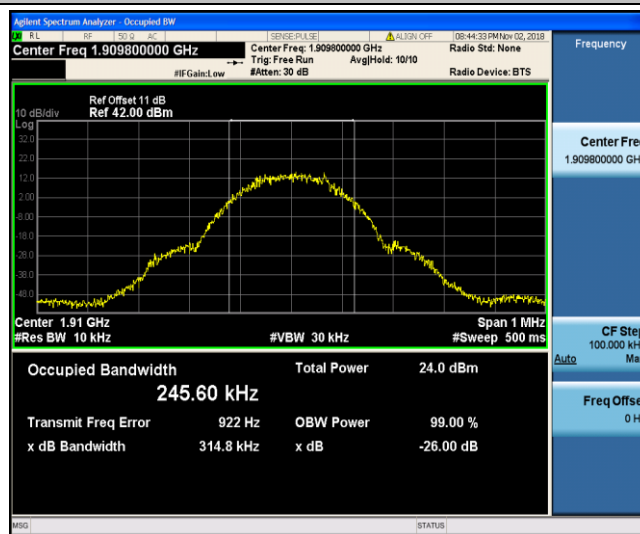 Agilent Spectrum Analyzer - Occupied BW
RL RF 50 Ω AC SENSE:PULSE ALIGN OFF 08:44:33 PM Nov 02, 2018
Center Freq 1.909800000 GHz Center Freq: 1.909800000 GHz Radio Std: None Frequency
Trig: Free Run Avg|Hold: 10/10
#IFGain:Low #Atten: 30 dB Radio Device: BTS
Ref Offset 11 dB
10 dB/div Ref 42.00 dBm
Log
32.0
22.0
12.0
2.00
-8.00
-18.0
-28.0
-38.0
-48.0
Center Fre
1.909800000 GH
Center 1.91 GHz Span 1 MHz
#Res BW 10 kHz #VBW 30 kHz #Sweep 500 ms
CF Step
100.000 kH
Auto Ma
Occupied Bandwidth Total Power 24.0 dBm
245.60 kHz
Freq Offse
0 H
Transmit Freq Error 922 Hz OBW Power 99.00 %
x dB Bandwidth 314.8 kHz x dB -26.00 dB
MSG STATUS